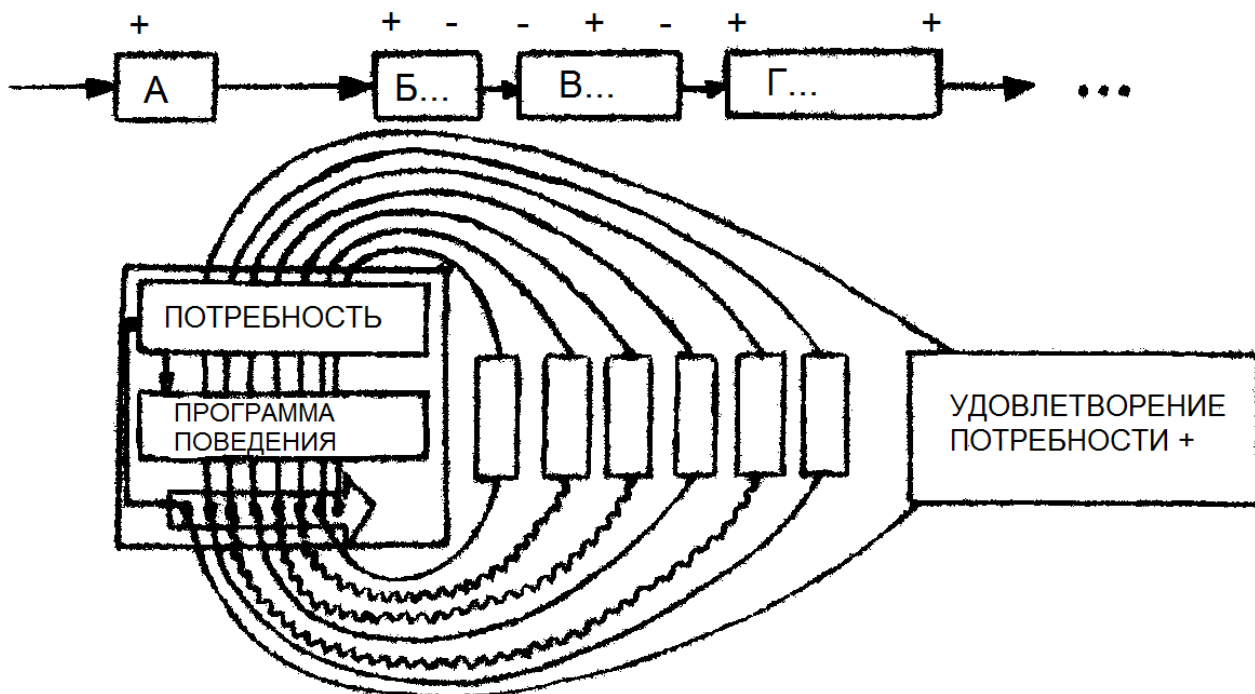 + + - - + - + +
А Б... В... Г... ...
ПОТРЕБНОСТЬ
ПРОГРАММА
ПОВЕДЕНИЯ
УДОВЛЕТВОРЕНИЕ
ПОТРЕБНОСТИ +